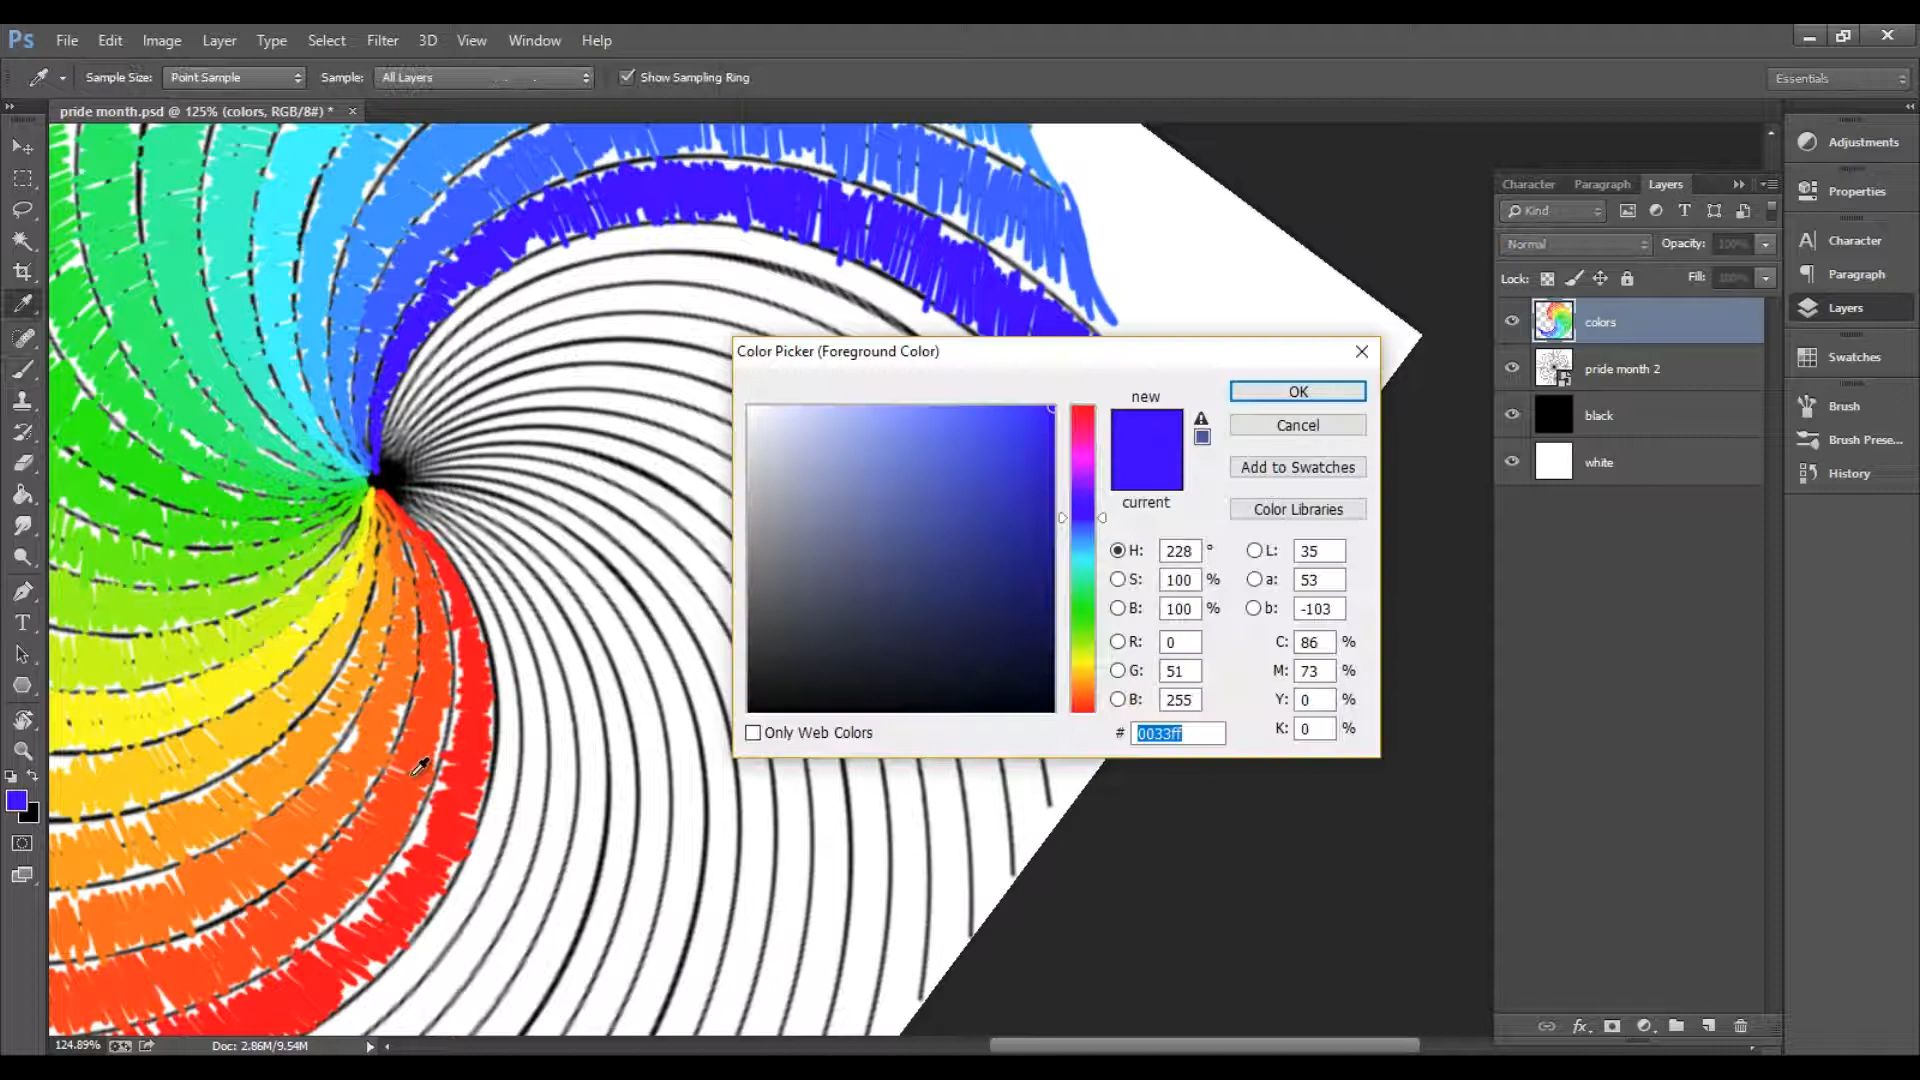 Ps File Edit Image Layer Type Select Filter 3D View Window Help
Sample Size: Point Sample Sample: All Layers Show Sampling Ring Essentials
pride month.psd @ 125% (colors, RGB/8#) *
Character Paragraph Layers
Kind
Normal Opacity: 100%
Lock: Fill: 100%
colors
pride month 2
black
white
Adjustments
Properties
Character
Paragraph
Layers
Swatches
Brush
Brush Prese...
History
Color Picker (Foreground Color)
new
current
OK
Cancel
Add to Swatches
Color Libraries
H: 228 ° L: 35
S: 100 % a: 53
B: 100 % b: -103
R: 0 C: 86 %
G: 51 M: 73 %
B: 255 Y: 0 %
# 0033ff K: 0 %
Only Web Colors
124.89% Doc: 2.86M/9.54M